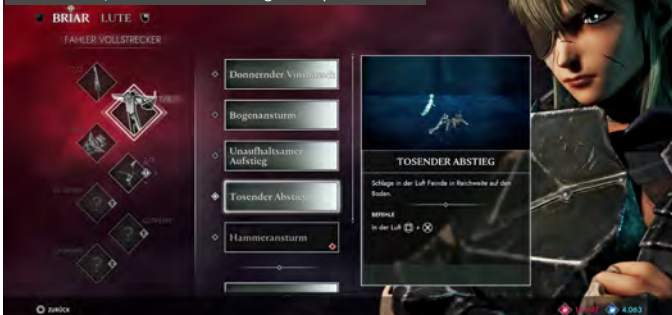 BRIAR LUTE
FAHLER VOLLSTRECKER
Donnernder
Bogenansturm
Unaufhaltsamer
Aufstieg
Tosender Abstieg
Hammeransturm
TOSENDER ABSTIEG
Schlage in der Luft Feinde in Reichweite auf den
Boden.
BEFEHLE
In der Luft □ + ⊗
ZURÜCK
4.063